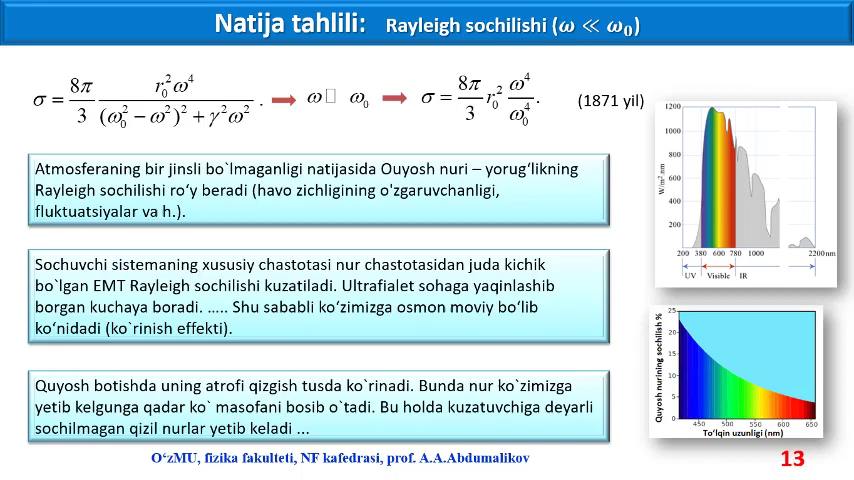 Natija tahlili: Rayleigh sochilishi (ω ≪ ω₀)
σ = 8π/3 r₀²ω⁴/((ω₀² − ω²)² + γ²ω²) . ω □ ω₀ σ = 8π/3 r₀² ω⁴/ω₀⁴. (1871 yil)
Atmosferaning bir jinsli bo`lmaganligi natijasida Ouyosh nuri – yorug‘likning
Rayleigh sochilishi ro‘y beradi (havo zichligining o'zgaruvchanligi,
fluktuatsiyalar va h.).
Sochuvchi sistemaning xususiy chastotasi nur chastotasidan juda kichik
bo`lgan EMT Rayleigh sochilishi kuzatiladi. Ultrafialet sohaga yaqinlashib
borgan kuchaya boradi. ..... Shu sababli ko‘zimizga osmon moviy bo‘lib
ko‘nidadi (ko`rinish effekti).
Quyosh botishda uning atrofi qizgish tusda ko`rinadi. Bunda nur ko`zimizga
yetib kelgunga qadar ko` masofani bosib o`tadi. Bu holda kuzatuvchiga deyarli
sochilmagan qizil nurlar yetib keladi ...
W/m².nm
1200
1000
800
600
400
200
200 380 600 780 1000 2200nm
UV Visible IR
Quyosh nurining sochilish %
25
20
15
10
5
0
450 500 550 600 650
To‘lqin uzunligi (nm)
O‘zMU, fizika fakulteti, NF kafedrasi, prof. A.A.Abdumalikov
13